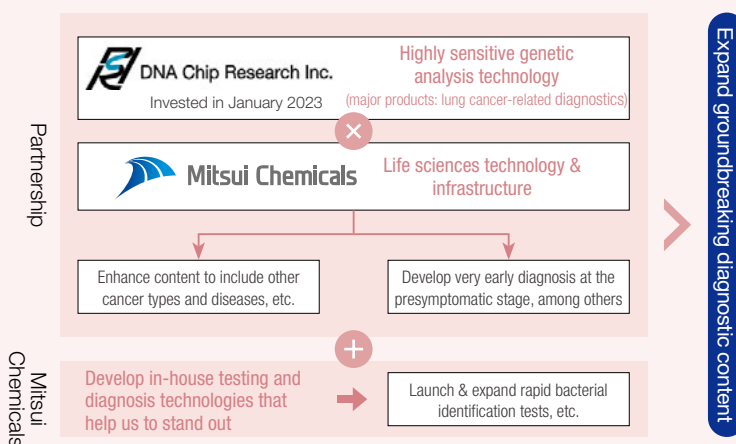 Partnership
DNA Chip Research Inc.
Invested in January 2023
Highly sensitive genetic
analysis technology
(major products: lung cancer-related diagnostics)
×
Mitsui Chemicals
Life sciences technology &
infrastructure
Enhance content to include other
cancer types and diseases, etc.
Develop very early diagnosis at the
presymptomatic stage, among others
+
Mitsui
Chemicals
Develop in-house testing and
diagnosis technologies that
help us to stand out
Launch & expand rapid bacterial
identification tests, etc.
Expand groundbreaking diagnostic content